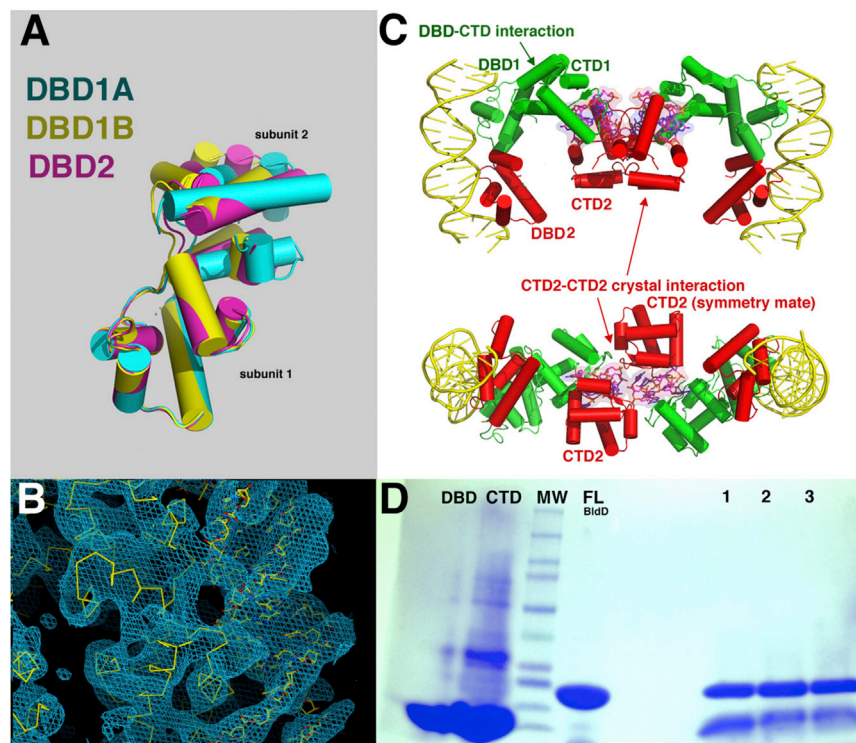 A
DBD1A
DBD1B
DBD2
subunit 2
subunit 1
B
C
DBD-CTD interaction
DBD1
CTD1
CTD2
DBD2
CTD2-CTD2 crystal interaction
CTD2 (symmetry mate)
CTD2
D
DBD CTD MW FL 1 2 3
BldD